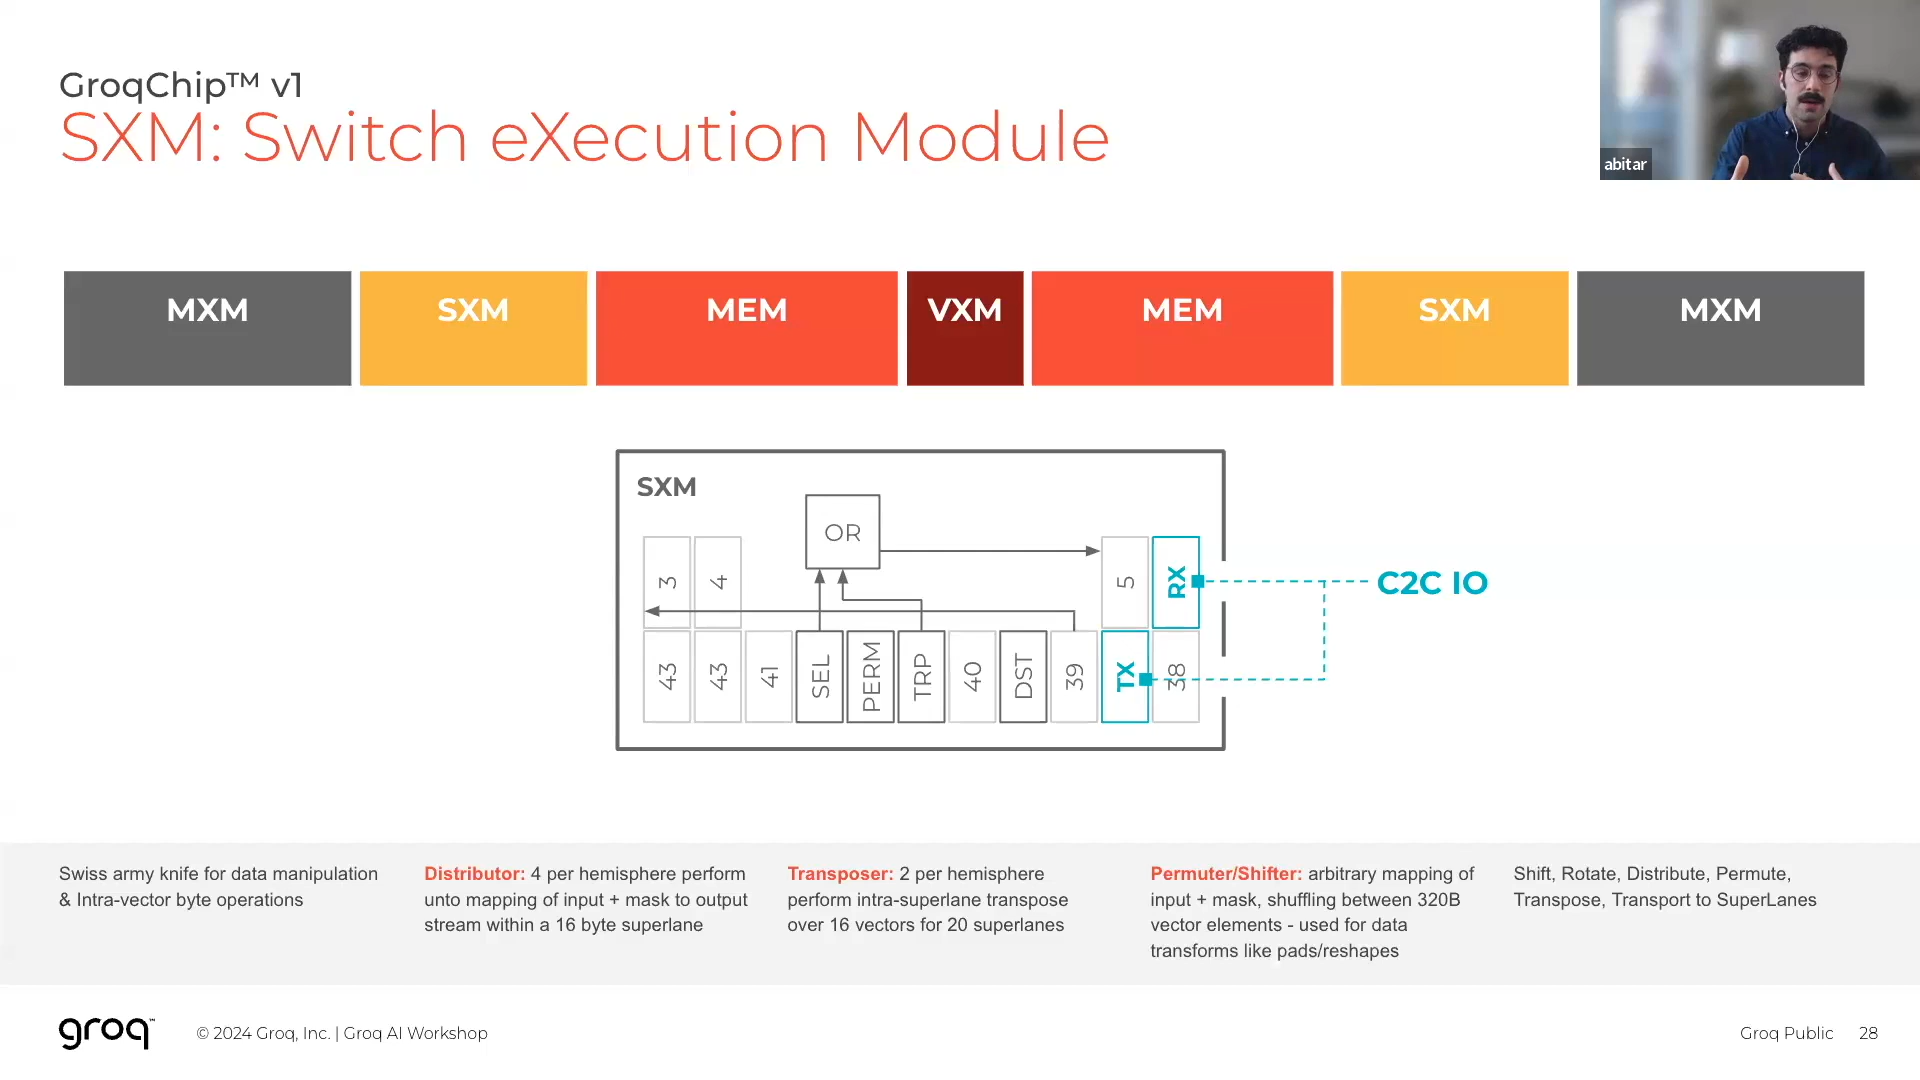 GroqChip™ v1
SXM: Switch eXecution Module
abitar
MXM
SXM
MEM
VXM
MEM
SXM
MXM
SXM
OR
3
4
5
RX
C2C IO
43
43
41
SEL
PERM
TRP
40
DST
39
TX
38
Swiss army knife for data manipulation
& Intra-vector byte operations
Distributor: 4 per hemisphere perform
unto mapping of input + mask to output
stream within a 16 byte superlane
Transposer: 2 per hemisphere
perform intra-superlane transpose
over 16 vectors for 20 superlanes
Permuter/Shifter: arbitrary mapping of
input + mask, shuffling between 320B
vector elements - used for data
transforms like pads/reshapes
Shift, Rotate, Distribute, Permute,
Transpose, Transport to SuperLanes
groq™
© 2024 Groq, Inc. | Groq AI Workshop
Groq Public 28